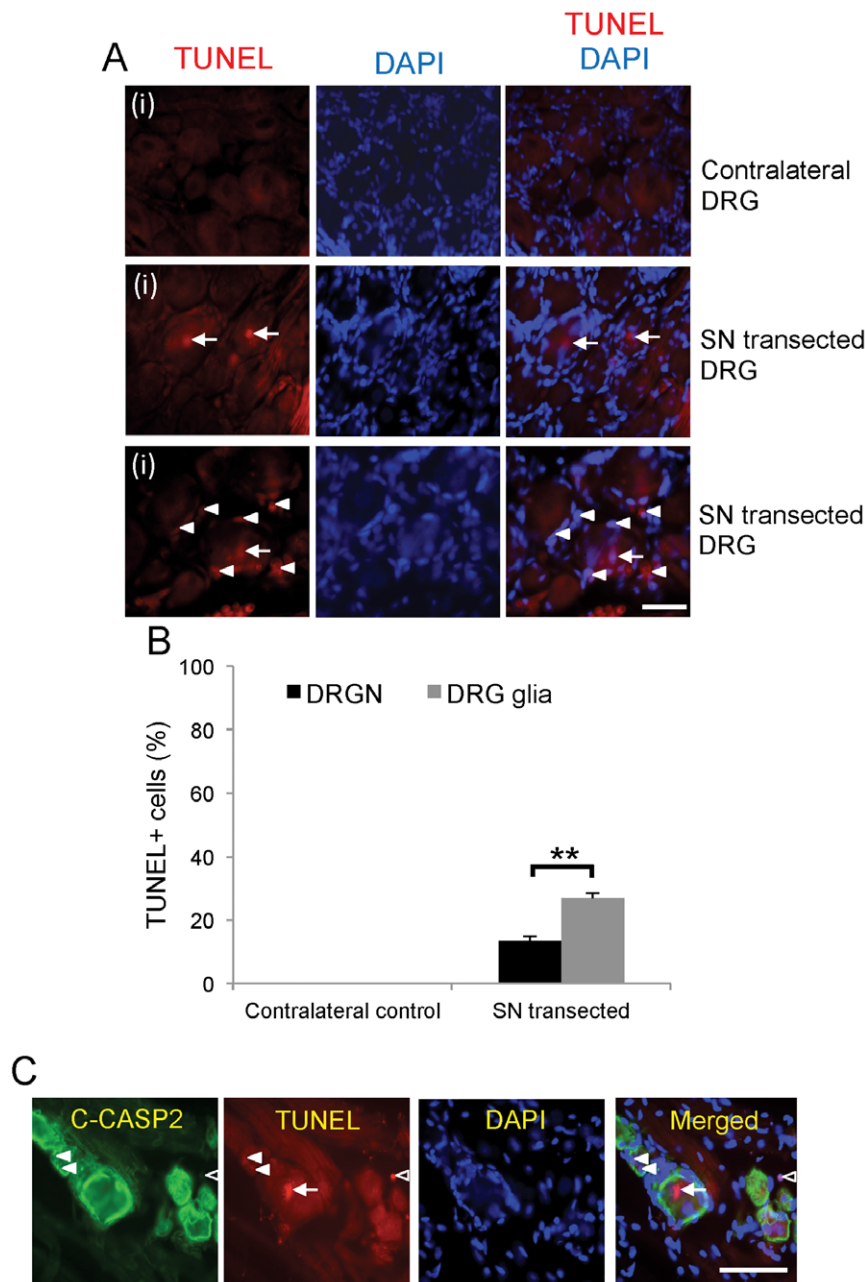 A
TUNEL
DAPI
TUNEL
DAPI
(i)
Contralateral
DRG
(i)
SN transected
DRG
(i)
SN transected
DRG
B
100
80
60
40
20
0
TUNEL+ cells (%)
DRGN
DRG glia
**
Contralateral control
SN transected
C
C-CASP2
TUNEL
DAPI
Merged